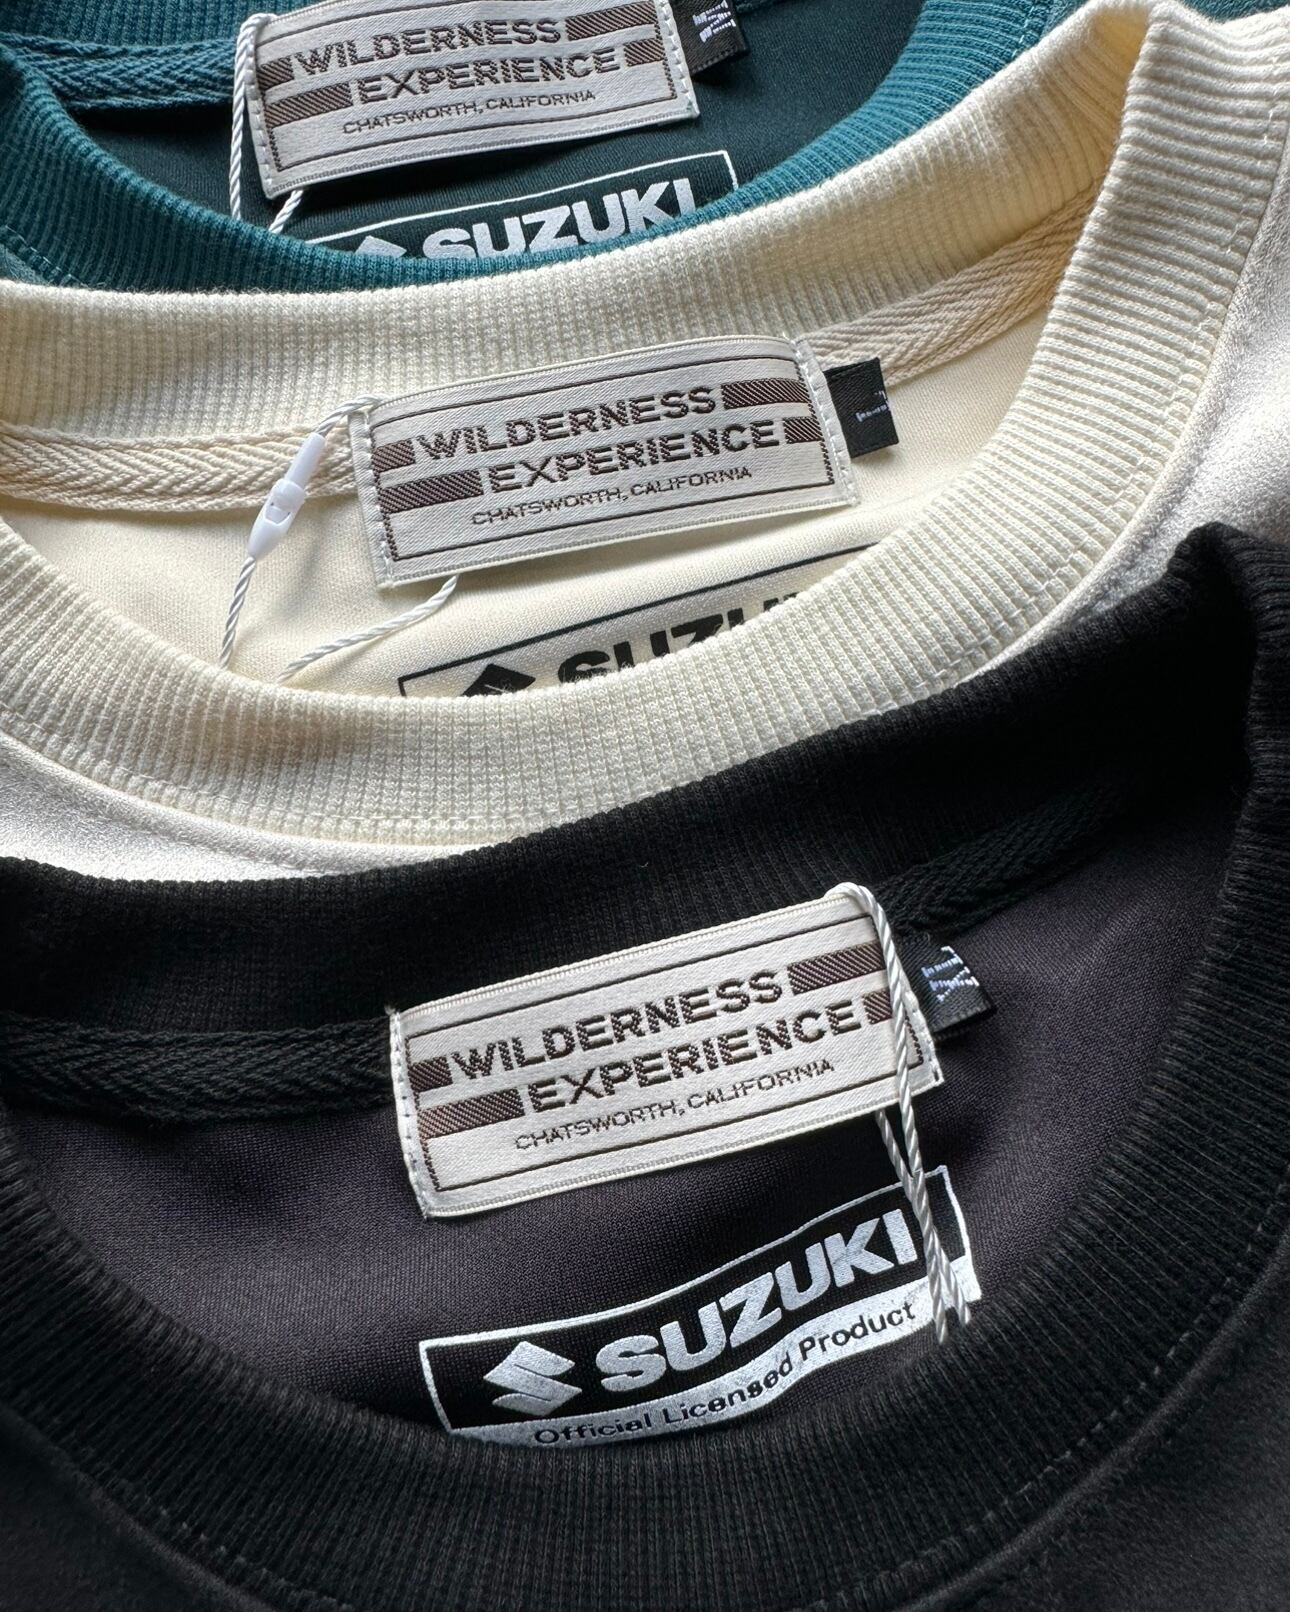 WILDERNESS
EXPERIENCE
CHATSWORTH, CALIFORNIA
SUZUKI
WILDERNESS
EXPERIENCE
CHATSWORTH, CALIFORNIA
WILDERNESS
EXPERIENCE
CHATSWORTH, CALIFORNIA
SUZUKI
Official Licensed Product